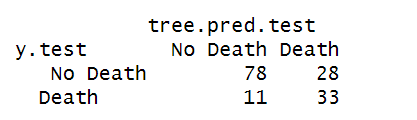 tree.pred.test
y.test No Death Death
No Death 78 28
Death 11 33